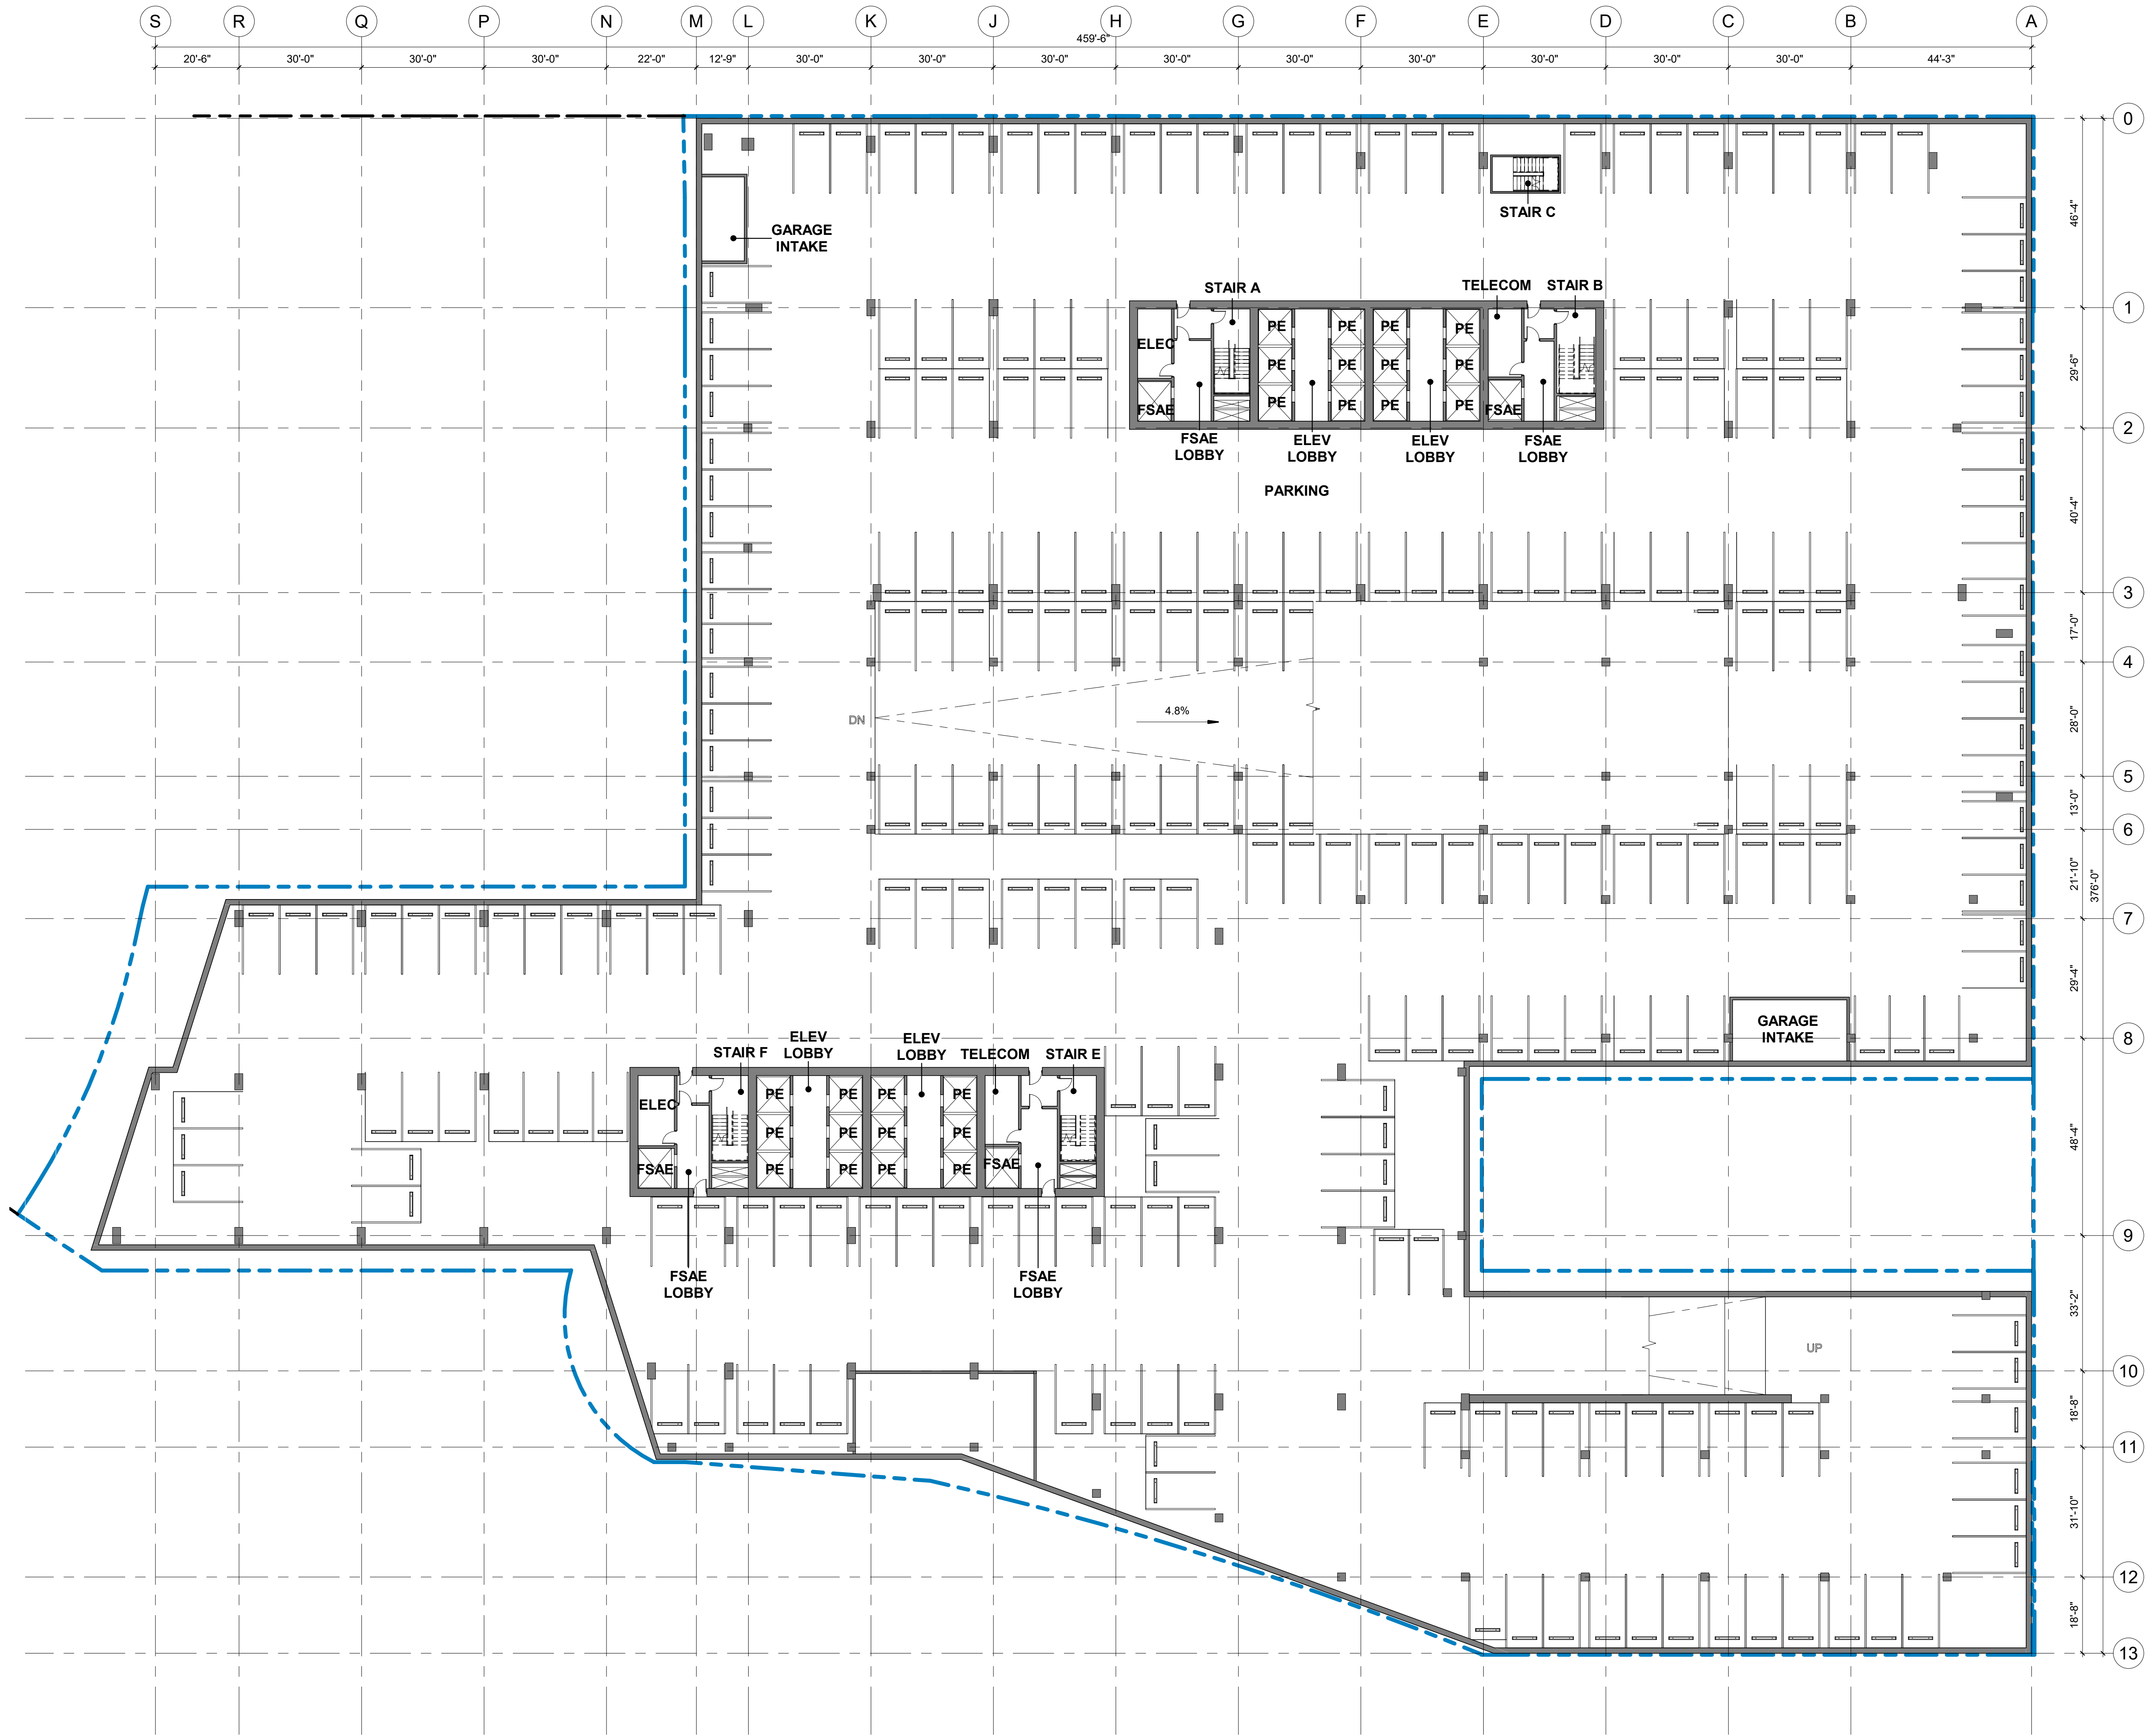 S R Q P N M L K J H G F E D C B A
459'-6"
20'-6" 30'-0" 30'-0" 30'-0" 22'-0" 12'-9" 30'-0" 30'-0" 30'-0" 30'-0" 30'-0" 30'-0" 30'-0" 30'-0" 30'-0" 44'-3"
0
46'-4"
STAIR C
GARAGE
INTAKE
STAIR A
TELECOM
STAIR B
1
PE PE PE PE
ELEC
PE PE PE PE
29'-6"
FSAE
PE PE PE PE
FSAE
2
FSAE
LOBBY
ELEV
LOBBY
ELEV
LOBBY
FSAE
LOBBY
PARKING
40'-4"
3
17'-0"
4
DN
4.8%
28'-0"
5
13'-0"
6
21'-10"
376'-0"
7
29'-4"
GARAGE
INTAKE
8
STAIR F
ELEV
LOBBY
ELEV
LOBBY
TELECOM
STAIR E
PE PE PE PE
ELEC
PE PE PE PE
48'-4"
FSAE
PE PE PE PE
FSAE
9
FSAE
LOBBY
FSAE
LOBBY
33'-2"
UP
10
18'-8"
11
31'-10"
12
18'-8"
13